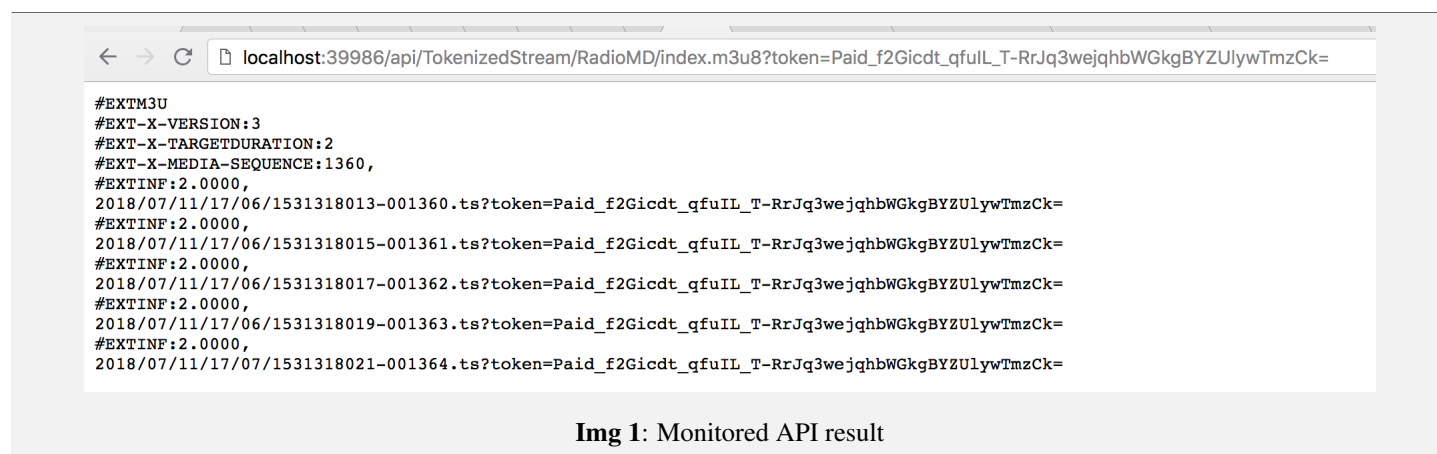 localhost:39986/api/TokenizedStream/RadioMD/index.m3u8?token=Paid_f2Gicdt_qfuIL_T-RrJq3wejqhbWGkgBYZUlywTmzCk=
#EXTM3U
#EXT-X-VERSION:3
#EXT-X-TARGETDURATION:2
#EXT-X-MEDIA-SEQUENCE:1360,
#EXTINF:2.0000,
2018/07/11/17/06/1531318013-001360.ts?token=Paid_f2Gicdt_qfuIL_T-RrJq3wejqhbWGkgBYZUlywTmzCk=
#EXTINF:2.0000,
2018/07/11/17/06/1531318015-001361.ts?token=Paid_f2Gicdt_qfuIL_T-RrJq3wejqhbWGkgBYZUlywTmzCk=
#EXTINF:2.0000,
2018/07/11/17/06/1531318017-001362.ts?token=Paid_f2Gicdt_qfuIL_T-RrJq3wejqhbWGkgBYZUlywTmzCk=
#EXTINF:2.0000,
2018/07/11/17/06/1531318019-001363.ts?token=Paid_f2Gicdt_qfuIL_T-RrJq3wejqhbWGkgBYZUlywTmzCk=
#EXTINF:2.0000,
2018/07/11/17/07/1531318021-001364.ts?token=Paid_f2Gicdt_qfuIL_T-RrJq3wejqhbWGkgBYZUlywTmzCk=
Img 1: Monitored API result